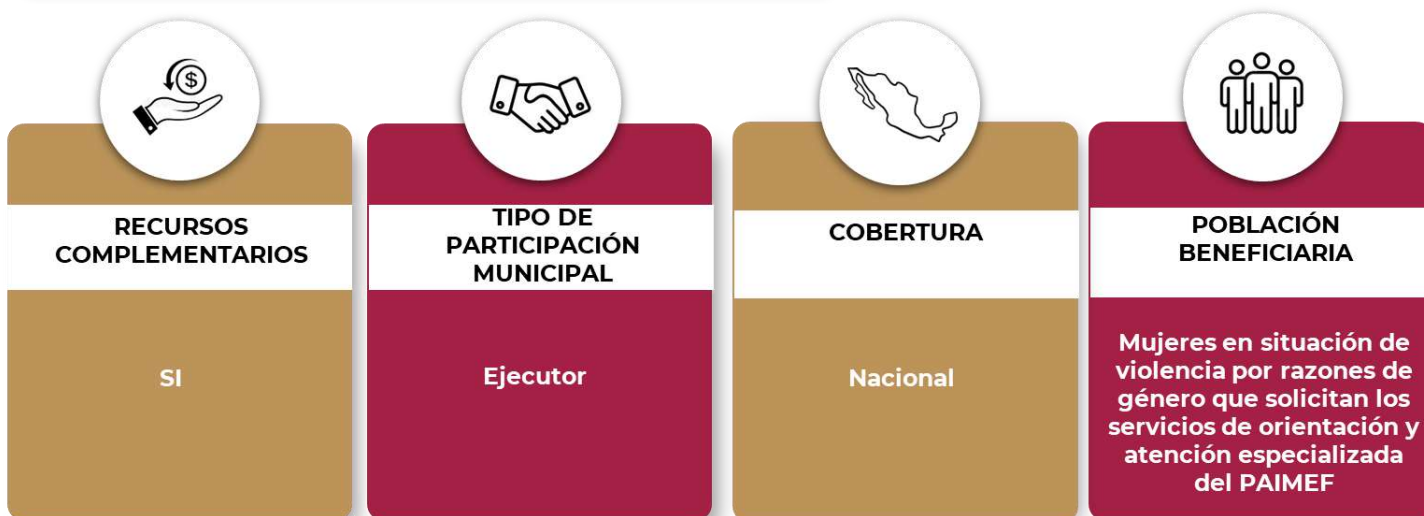 $
RECURSOS
COMPLEMENTARIOS
SI
TIPO DE
PARTICIPACIÓN
MUNICIPAL
Ejecutor
COBERTURA
Nacional
POBLACIÓN
BENEFICIARIA
Mujeres en situación de
violencia por razones de
género que solicitan los
servicios de orientación y
atención especializada
del PAIMEF